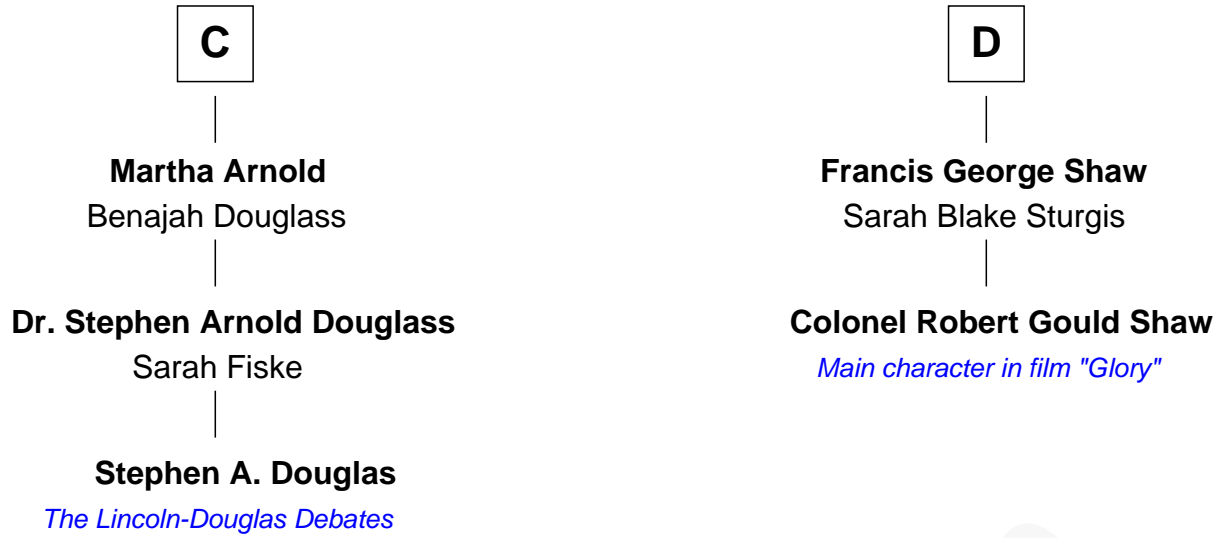 C
Martha Arnold
Benajah Douglass
Dr. Stephen Arnold Douglass
Sarah Fiske
Stephen A. Douglas
The Lincoln-Douglas Debates
D
Francis George Shaw
Sarah Blake Sturgis
Colonel Robert Gould Shaw
Main character in film "Glory"